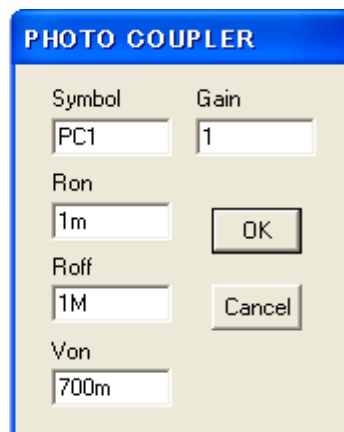 PHOTO COUPLER
Symbol Gain
PC1 1
Ron
1m
OK
Roff
1M
Cancel
Von
700m